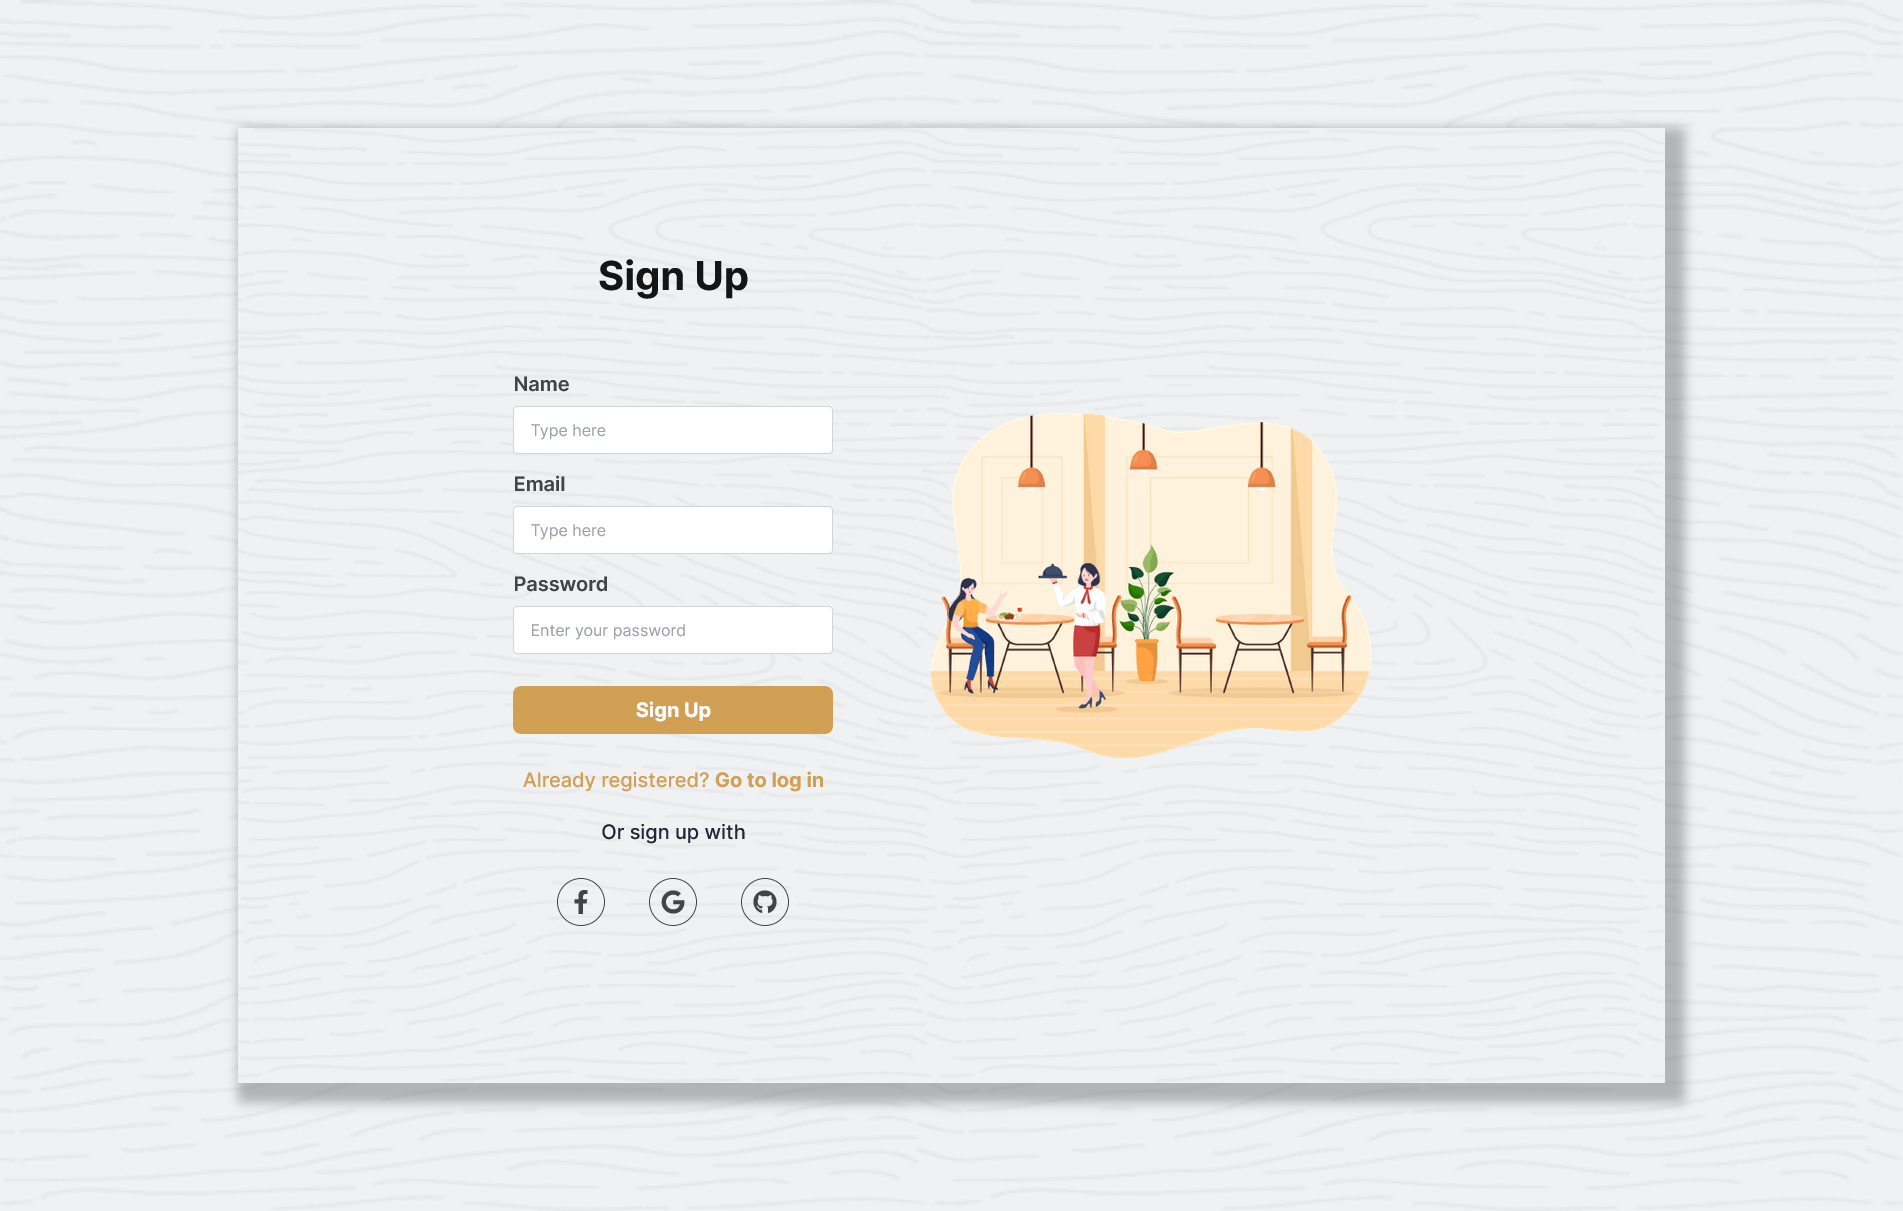 Sign Up
Name
Type here
Email
Type here
Password
Enter your password
Sign Up
Already registered? Go to log in
Or sign up with